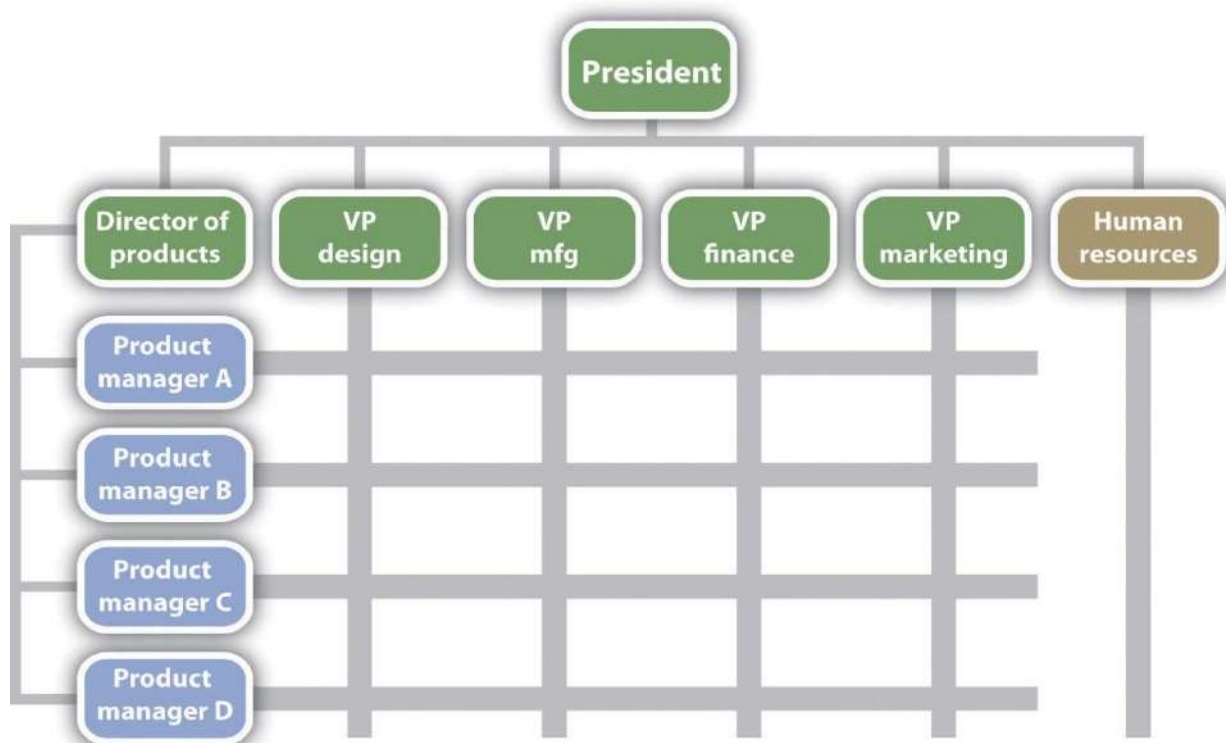 President
Director of
products
VP
design
VP
mfg
VP
finance
VP
marketing
Human
resources
Product
manager A
Product
manager B
Product
manager C
Product
manager D